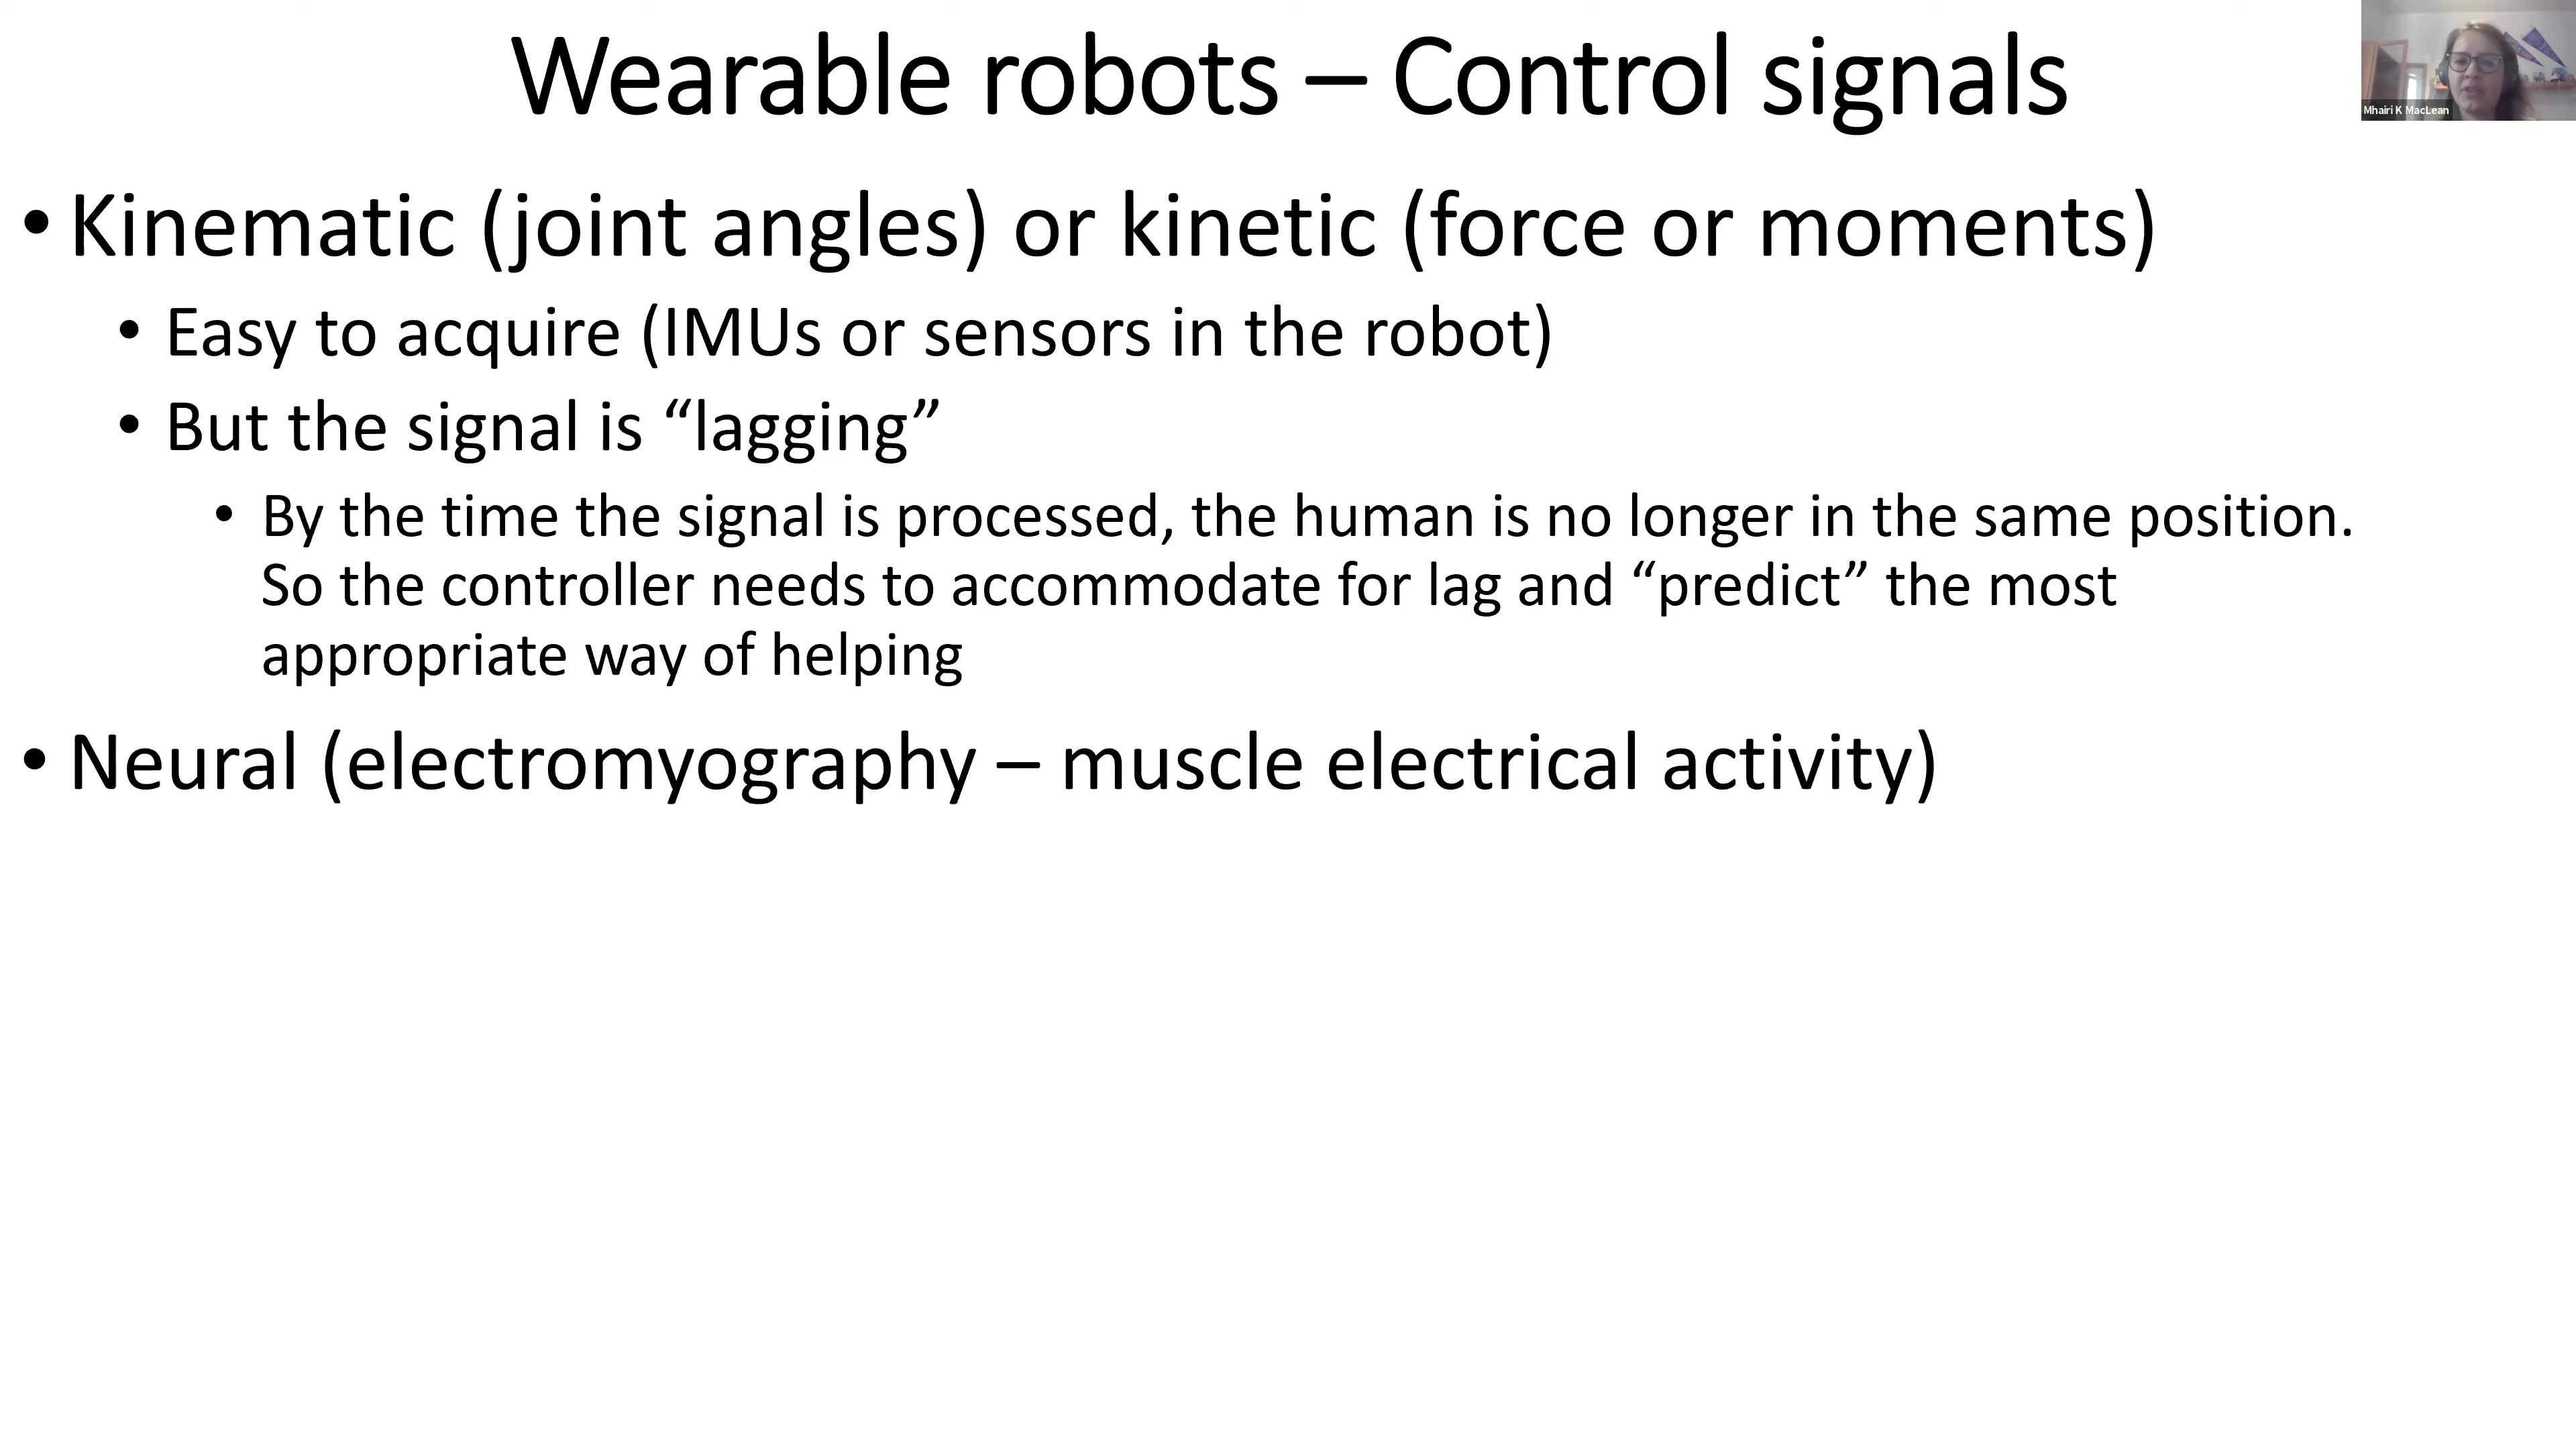 Wearable robots – Control signals
Mhairi K MacLean
• Kinematic (joint angles) or kinetic (force or moments)
• Easy to acquire (IMUs or sensors in the robot)
• But the signal is “lagging”
• By the time the signal is processed, the human is no longer in the same position.
So the controller needs to accommodate for lag and “predict” the most
appropriate way of helping
• Neural (electromyography – muscle electrical activity)